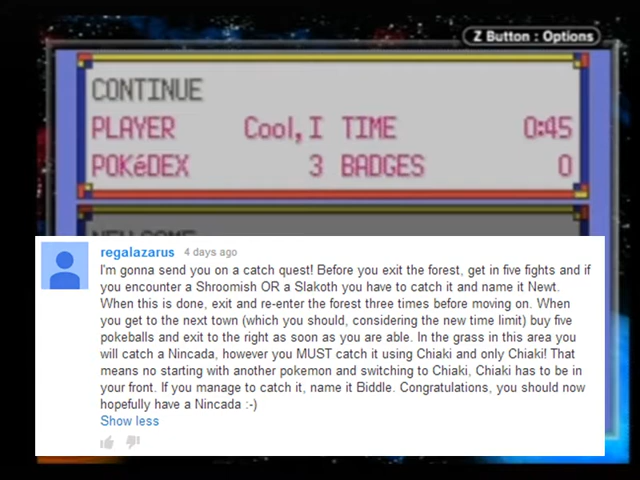 Z Button : Options
CONTINUE
PLAYER Cool,I TIME 0:45
POKéDEX 3 BADGES 0
NEW GAME
regalazarus 4 days ago
I'm gonna send you on a catch quest! Before you exit the forest, get in five fights and if
you encounter a Shroomish OR a Slakoth you have to catch it and name it Newt.
When this is done, exit and re-enter the forest three times before moving on. When
you get to the next town (which you should, considering the new time limit) buy five
pokeballs and exit to the right as soon as you are able. In the grass in this area you
will catch a Nincada, however you MUST catch it using Chiaki and only Chiaki! That
means no starting with another pokemon and switching to Chiaki, Chiaki has to be in
your front. If you manage to catch it, name it Biddle. Congratulations, you should now
hopefully have a Nincada :-)
Show less